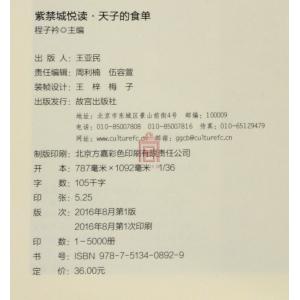 紫禁城悦读·天子的食单
程子衿◎主编
出 版 人：王亚民
责任编辑：周利楠 伍容萱
装帧设计：王 梓 梅 子
出版发行：故宫出版社
地址：北京市东城区景山前街4号 邮编：100009
电话：010-85007808 010-85007816 传真：010-65129479
网址：www.culturefc.cn 邮箱：ggcb@culturefc.cn
制版印刷：北京方嘉彩色印刷有限责任公司
开 本：787毫米×1092毫米 1/36
字 数：105千字
印 张：5.25
版 次：2016年8月第1版
2016年8月第1次印刷
印 数：1－5000册
书 号：ISBN 978-7-5134-0892-9
定 价：36.00元